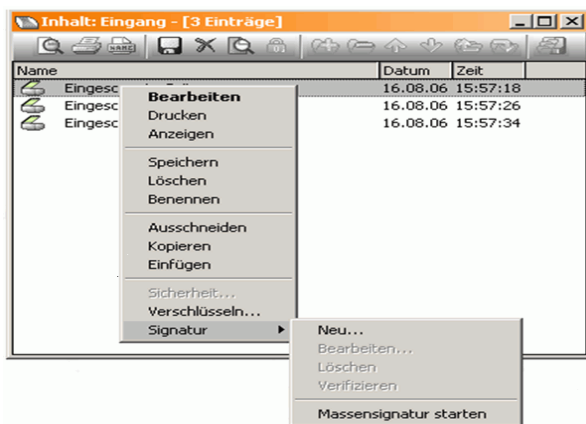 Inhalt: Eingang - [3 Einträge]
NAME
Name Datum Zeit
16.08.06 15:57:18
Eingesc 16.08.06 15:57:26
Eingesc 16.08.06 15:57:34
Bearbeiten
Drucken
Anzeigen
Speichern
Löschen
Benennen
Ausschneiden
Kopieren
Einfügen
Sicherheit...
Verschlüsseln...
Signatur
Neu...
Bearbeiten...
Löschen
Verifizieren
Massensignatur starten